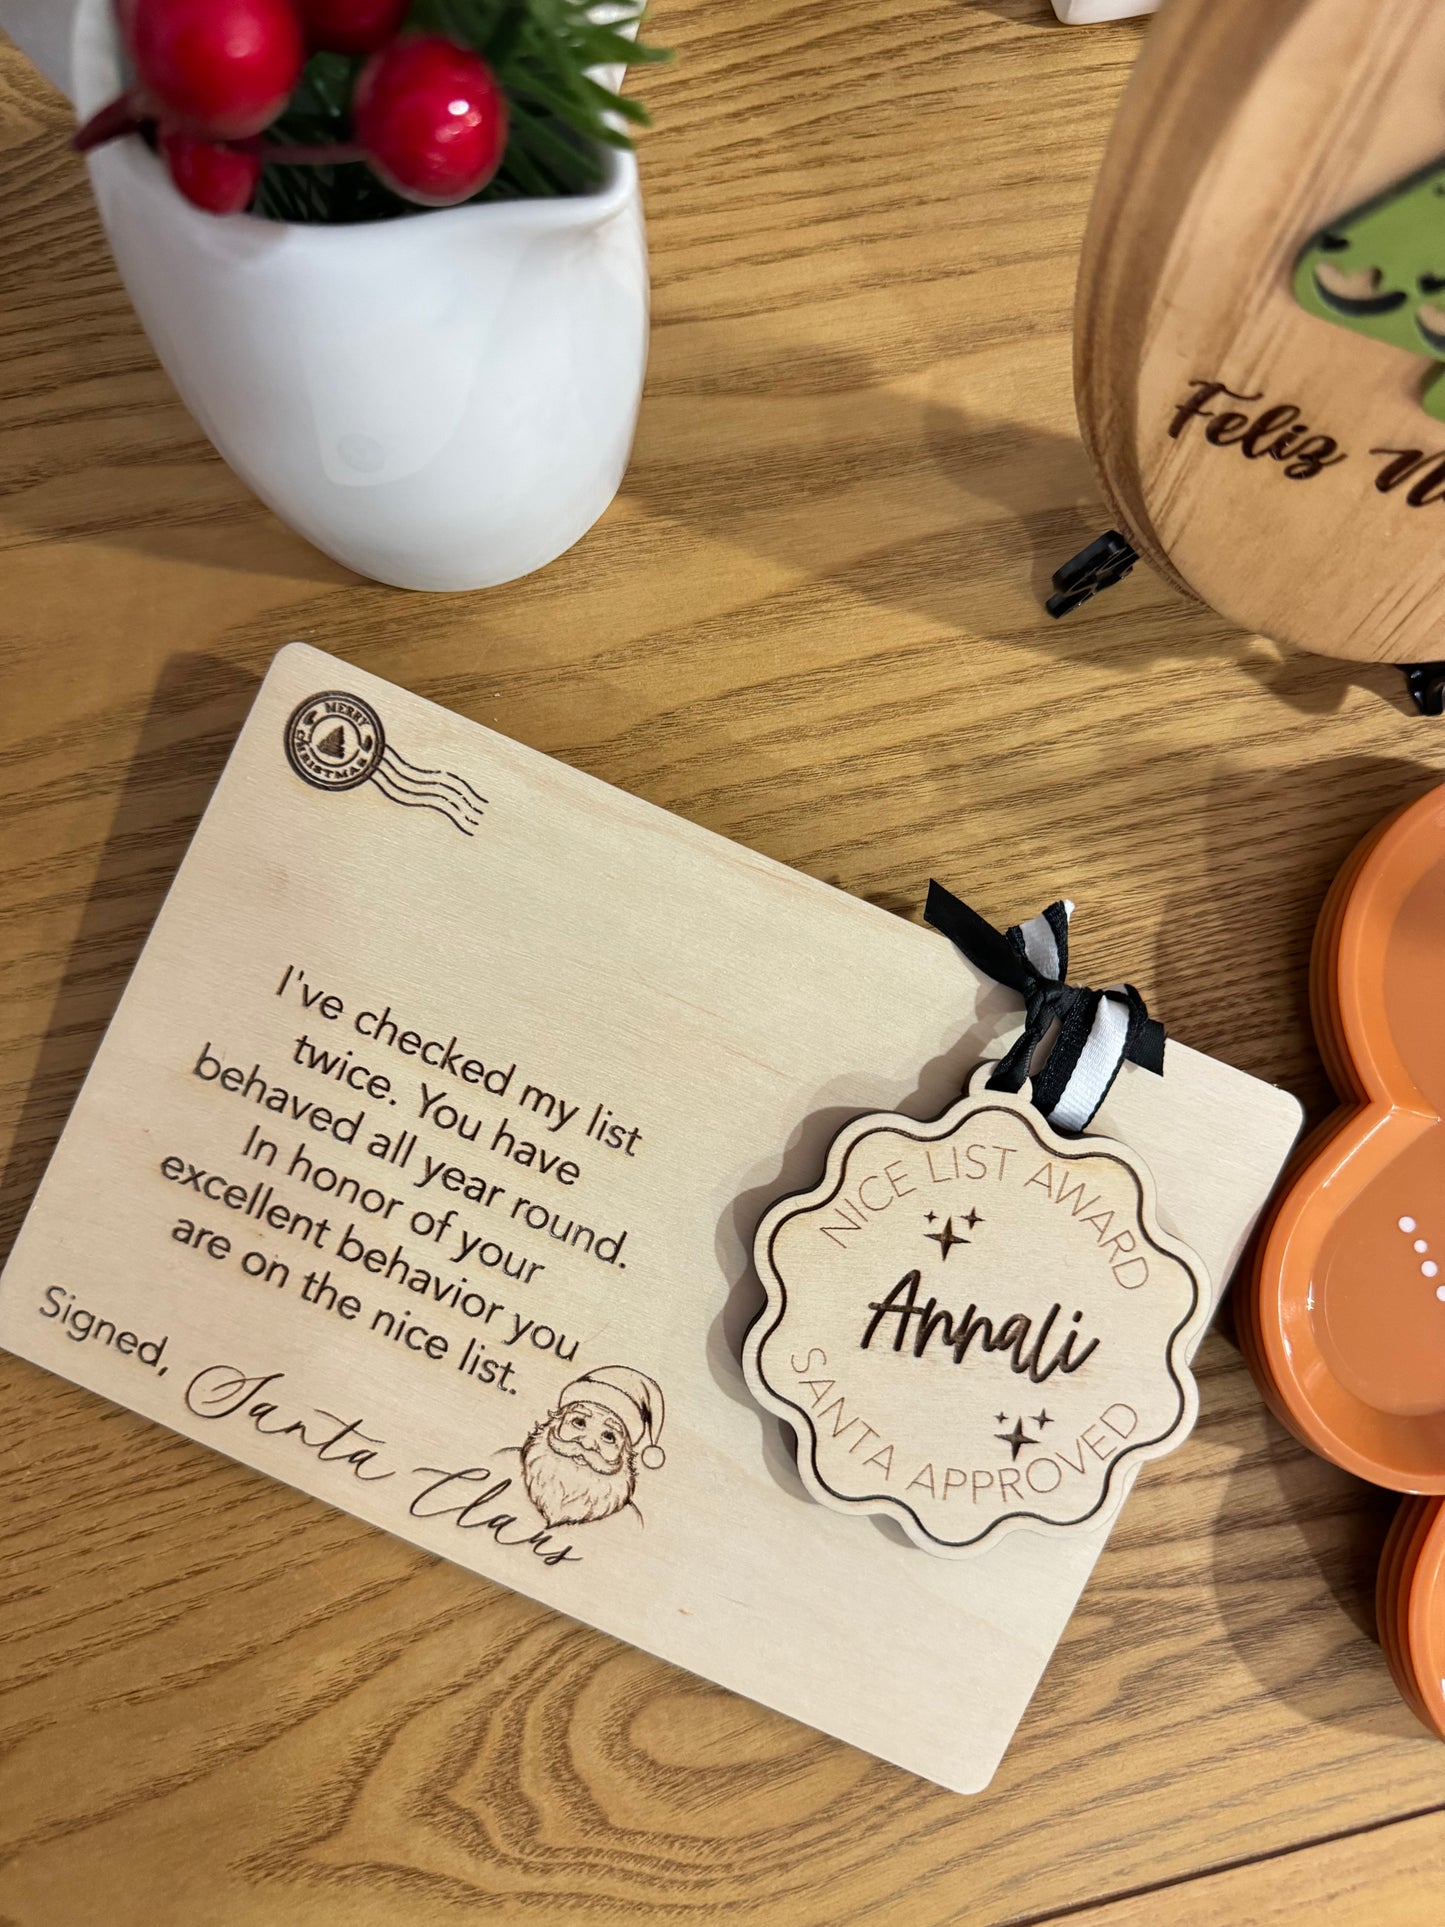 Feliz
MERRY
CHRISTMAS
I've checked my list
twice. You have
behaved all year round.
In honor of your
excellent behavior you
are on the nice list.
Signed, Santa Claus
NICE LIST AWARD
Annali
SANTA APPROVED